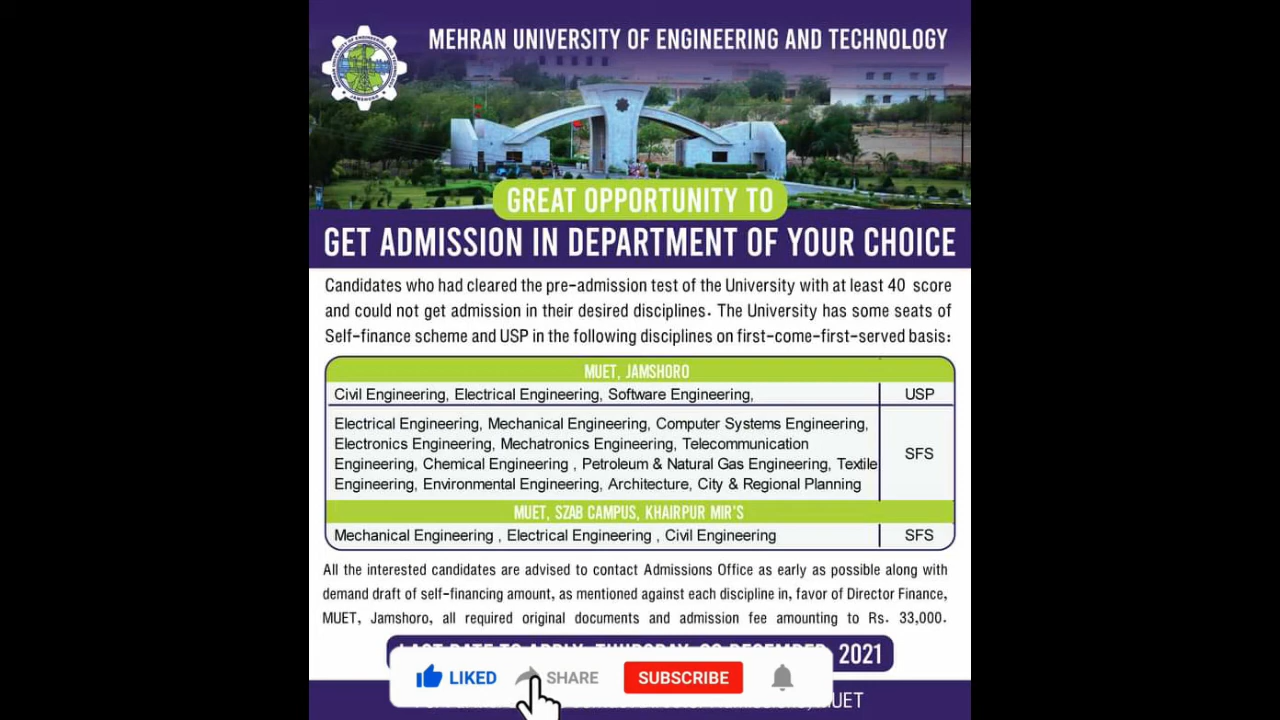 MEHRAN UNIVERSITY OF ENGINEERING AND TECHNOLOGY
GREAT OPPORTUNITY TO
GET ADMISSION IN DEPARTMENT OF YOUR CHOICE
Candidates who had cleared the pre-admission test of the University with at least 40 score
and could not get admission in their desired disciplines. The University has some seats of
Self-finance scheme and USP in the following disciplines on first-come-first-served basis:
MUET, JAMSHORO
Civil Engineering, Electrical Engineering, Software Engineering, USP
Electrical Engineering, Mechanical Engineering, Computer Systems Engineering,
Electronics Engineering, Mechatronics Engineering, Telecommunication
Engineering, Chemical Engineering , Petroleum & Natural Gas Engineering, Textile
Engineering, Environmental Engineering, Architecture, City & Regional Planning
SFS
MUET, SZAB CAMPUS, KHAIRPUR MIR'S
Mechanical Engineering , Electrical Engineering , Civil Engineering SFS
All the interested candidates are advised to contact Admissions Office as early as possible along with
demand draft of self-financing amount, as mentioned against each discipline in, favor of Director Finance,
MUET, Jamshoro, all required original documents and admission fee amounting to Rs. 33,000.
LAST DATE TO APPLY, THURSDAY, DECEMBER, 2021
LIKED SHARE SUBSCRIBE
MUET